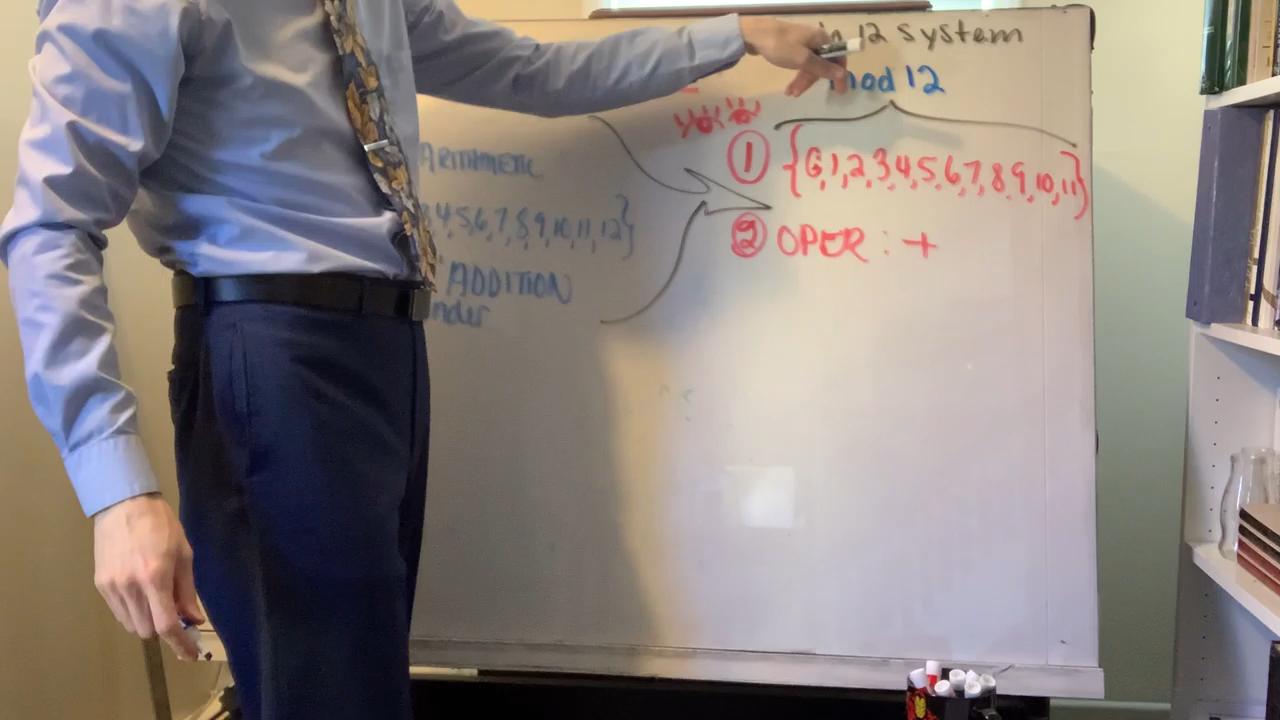 12 system
mod 12
① {0,1,2,3,4,5,6,7,8,9,10,11}
② OPER : +
ARITHMETIC
4,5,6,7,8,9,10,11,12}
"ADDITION
nder